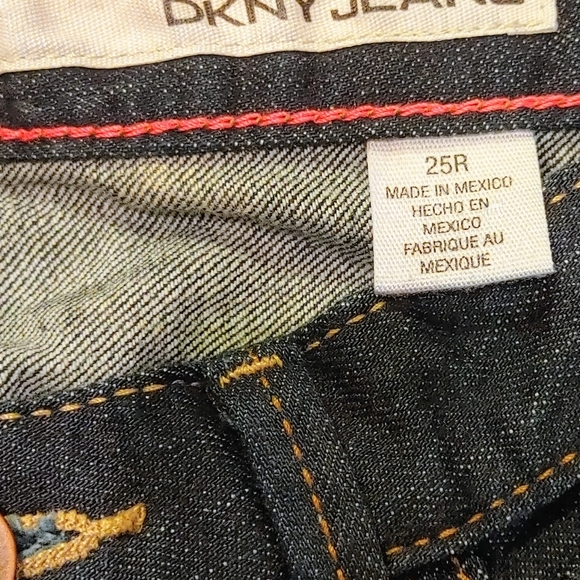 DKNY JEANS
25R
MADE IN MEXICO
HECHO EN
MEXICO
FABRIQUE AU
MEXIQUE